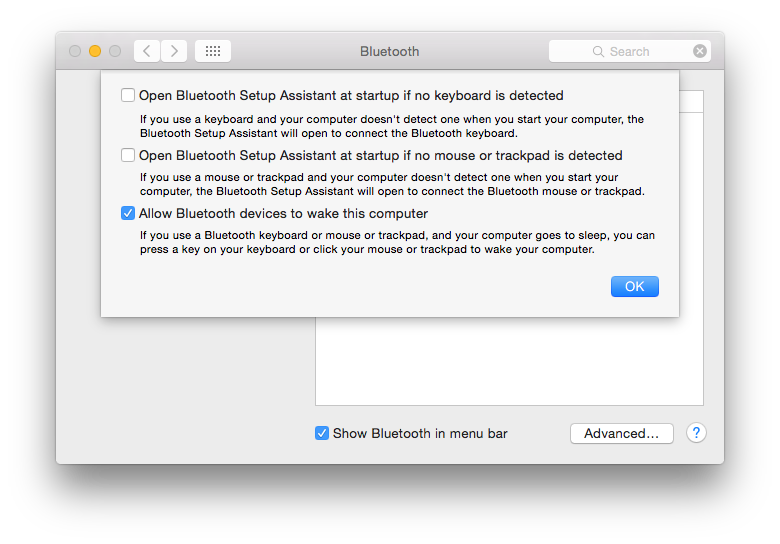 Bluetooth
Search
Open Bluetooth Setup Assistant at startup if no keyboard is detected
If you use a keyboard and your computer doesn't detect one when you start your computer, the
Bluetooth Setup Assistant will open to connect the Bluetooth keyboard.
Open Bluetooth Setup Assistant at startup if no mouse or trackpad is detected
If you use a mouse or trackpad and your computer doesn't detect one when you start your
computer, the Bluetooth Setup Assistant will open to connect the Bluetooth mouse or trackpad.
Allow Bluetooth devices to wake this computer
If you use a Bluetooth keyboard or mouse or trackpad, and your computer goes to sleep, you can
press a key on your keyboard or click your mouse or trackpad to wake your computer.
OK
Show Bluetooth in menu bar
Advanced...
?